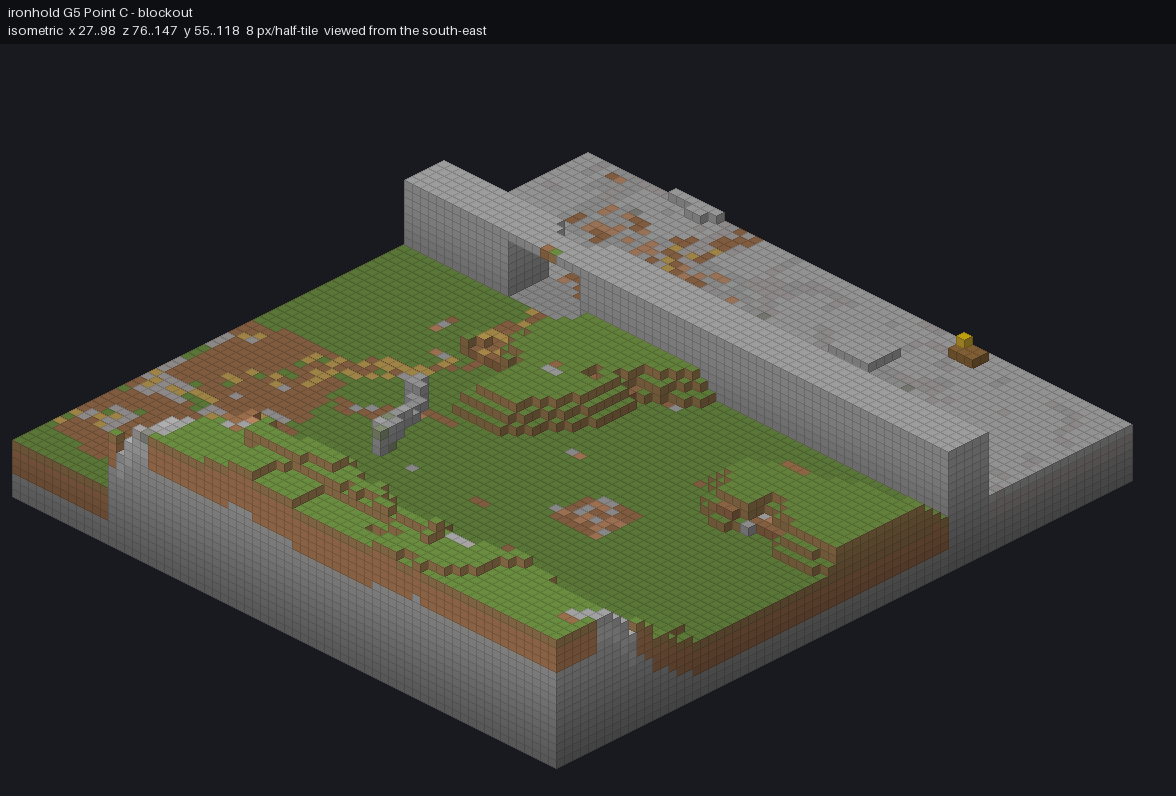 ironhold G5 Point C - blockout
isometric x 27..98 z 76..147 y 55..118 8 px/half-tile viewed from the south-east